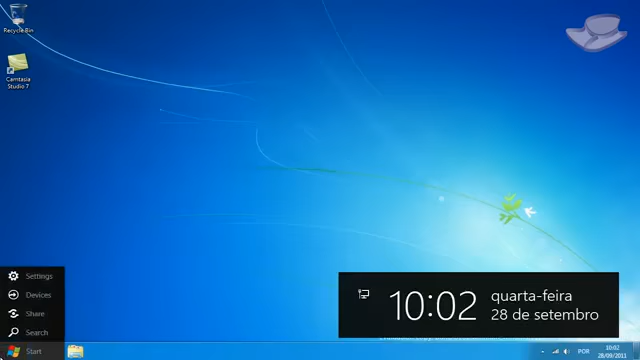 Recycle Bin
Camtasia
Studio 7
Settings
Devices
Share
Search
Start
10:02
quarta-feira
28 de setembro
POR
10:02
28/09/2011